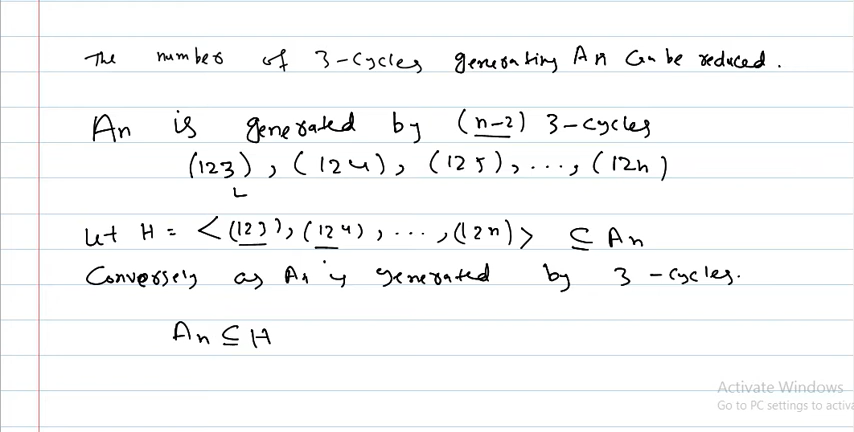 The number of 3-cycles generating An can be reduced.
An is generated by (n-2) 3-cycles
(123), (124), (125), ..., (12n)
Let H = <(123), (124), ..., (12n)> ⊆ An
Conversely as An is generated by 3-cycles.
An ⊆ H
Activate Windows
Go to PC settings to activa